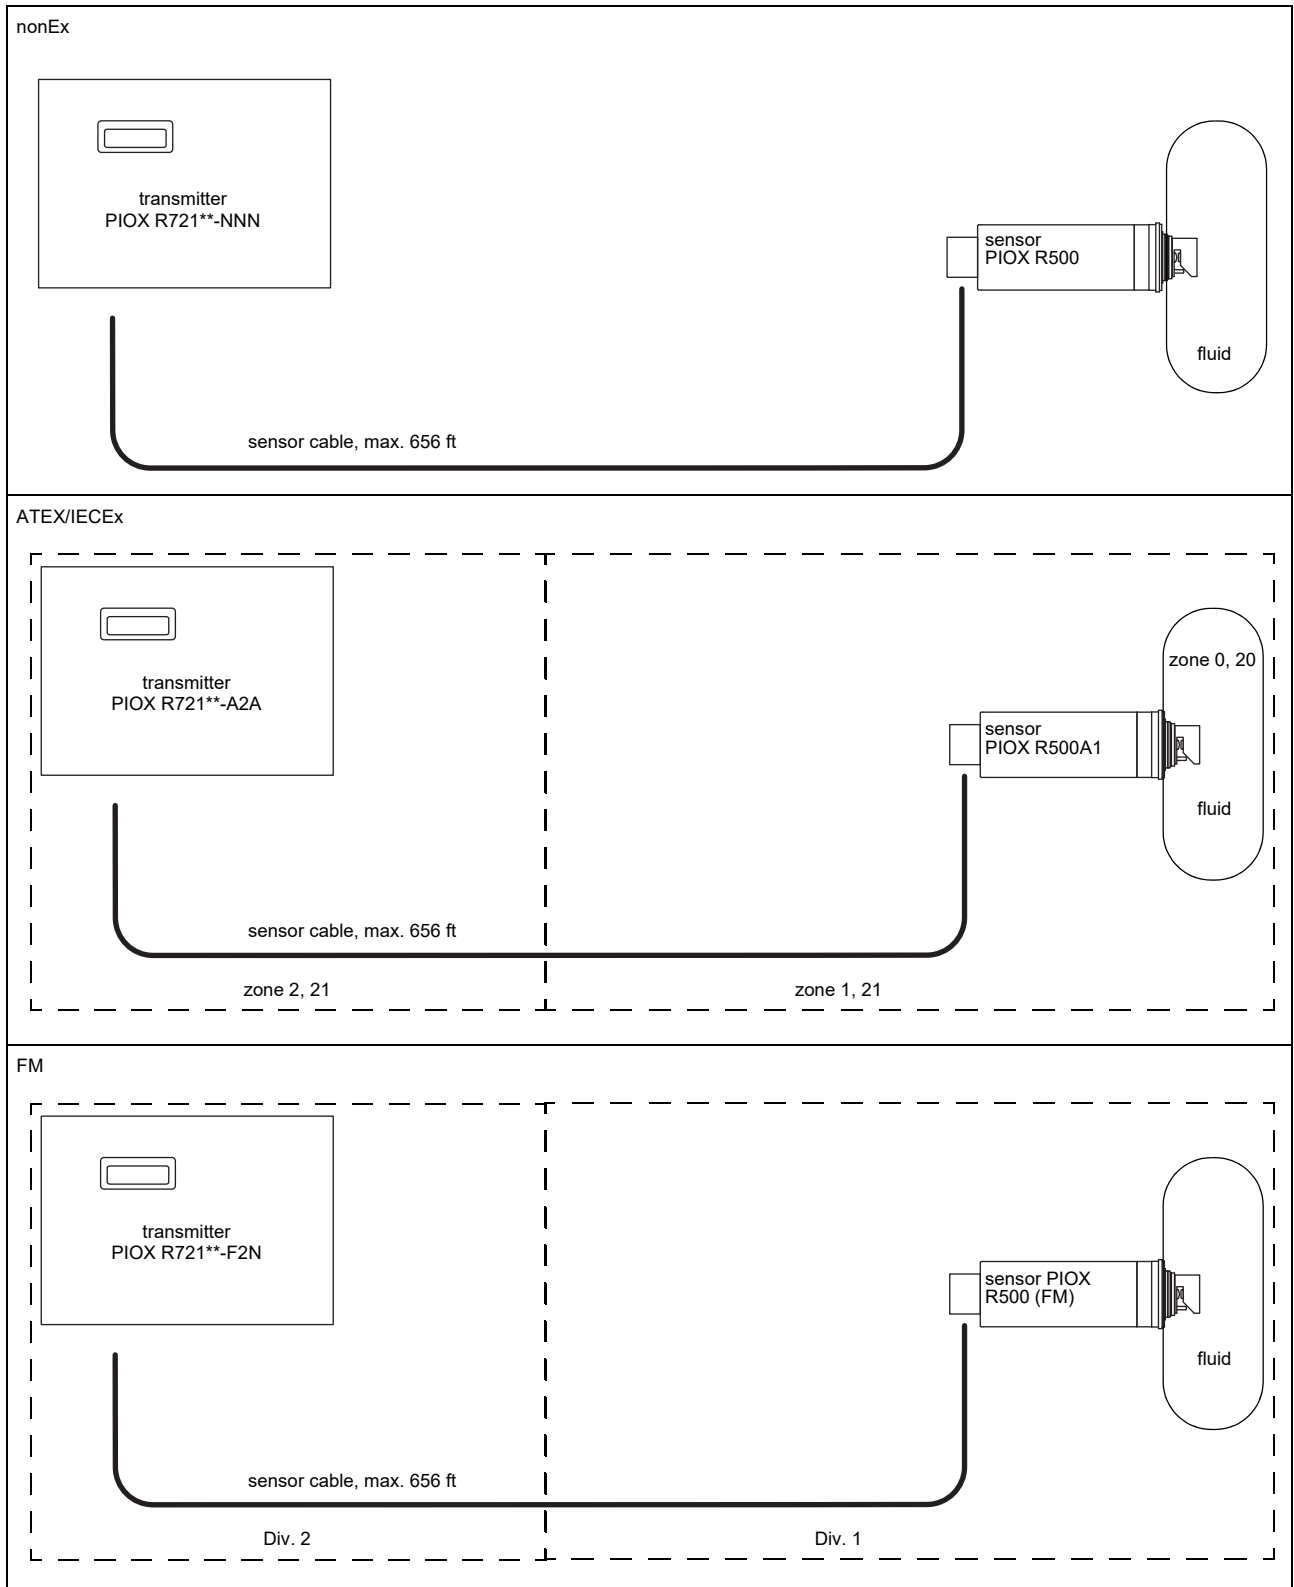 nonEx
transmitter
PIOX R721**-NNN
sensor
PIOX R500
fluid
sensor cable, max. 656 ft
ATEX/IECEx
zone 0, 20
transmitter
PIOX R721**-A2A
sensor
PIOX R500A1
fluid
sensor cable, max. 656 ft
zone 2, 21
zone 1, 21
FM
transmitter
PIOX R721**-F2N
sensor PIOX
R500 (FM)
fluid
sensor cable, max. 656 ft
Div. 2
Div. 1